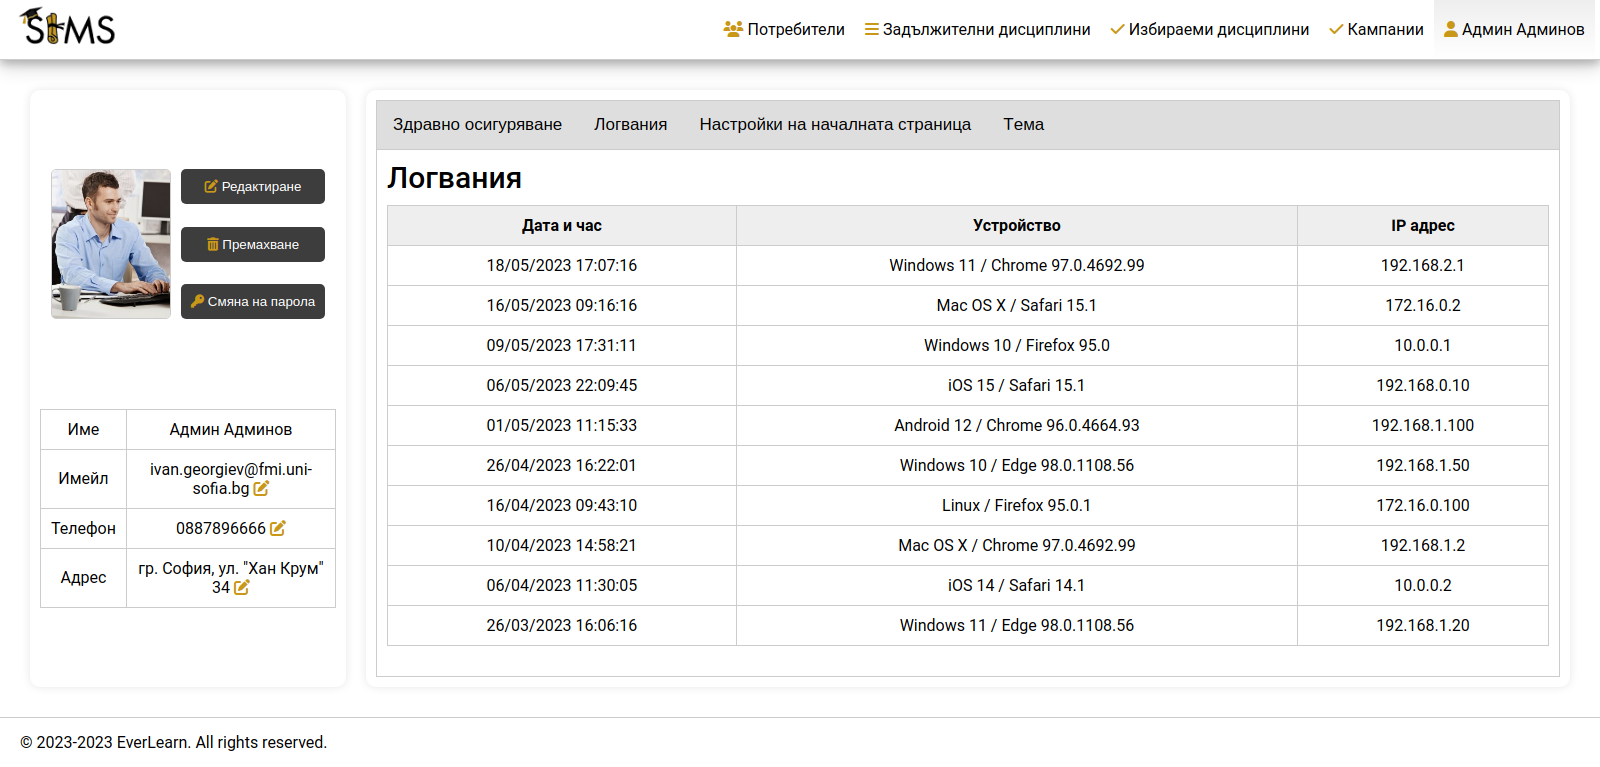 SIMS
Потребители
Задължителни дисциплини
Избираеми дисциплини
Кампании
Админ Админов
Редактиране
Премахване
Смяна на парола
Име Админ Админов
Имейл ivan.georgiev@fmi.uni-
sofia.bg
Телефон 0887896666
Адрес гр. София, ул. "Хан Крум"
34
Здравно осигуряване Логвания Настройки на началната страница Тема
Логвания
Дата и час Устройство IP адрес
18/05/2023 17:07:16 Windows 11 / Chrome 97.0.4692.99 192.168.2.1
16/05/2023 09:16:16 Mac OS X / Safari 15.1 172.16.0.2
09/05/2023 17:31:11 Windows 10 / Firefox 95.0 10.0.0.1
06/05/2023 22:09:45 iOS 15 / Safari 15.1 192.168.0.10
01/05/2023 11:15:33 Android 12 / Chrome 96.0.4664.93 192.168.1.100
26/04/2023 16:22:01 Windows 10 / Edge 98.0.1108.56 192.168.1.50
16/04/2023 09:43:10 Linux / Firefox 95.0.1 172.16.0.100
10/04/2023 14:58:21 Mac OS X / Chrome 97.0.4692.99 192.168.1.2
06/04/2023 11:30:05 iOS 14 / Safari 14.1 10.0.0.2
26/03/2023 16:06:16 Windows 11 / Edge 98.0.1108.56 192.168.1.20
© 2023-2023 EverLearn. All rights reserved.